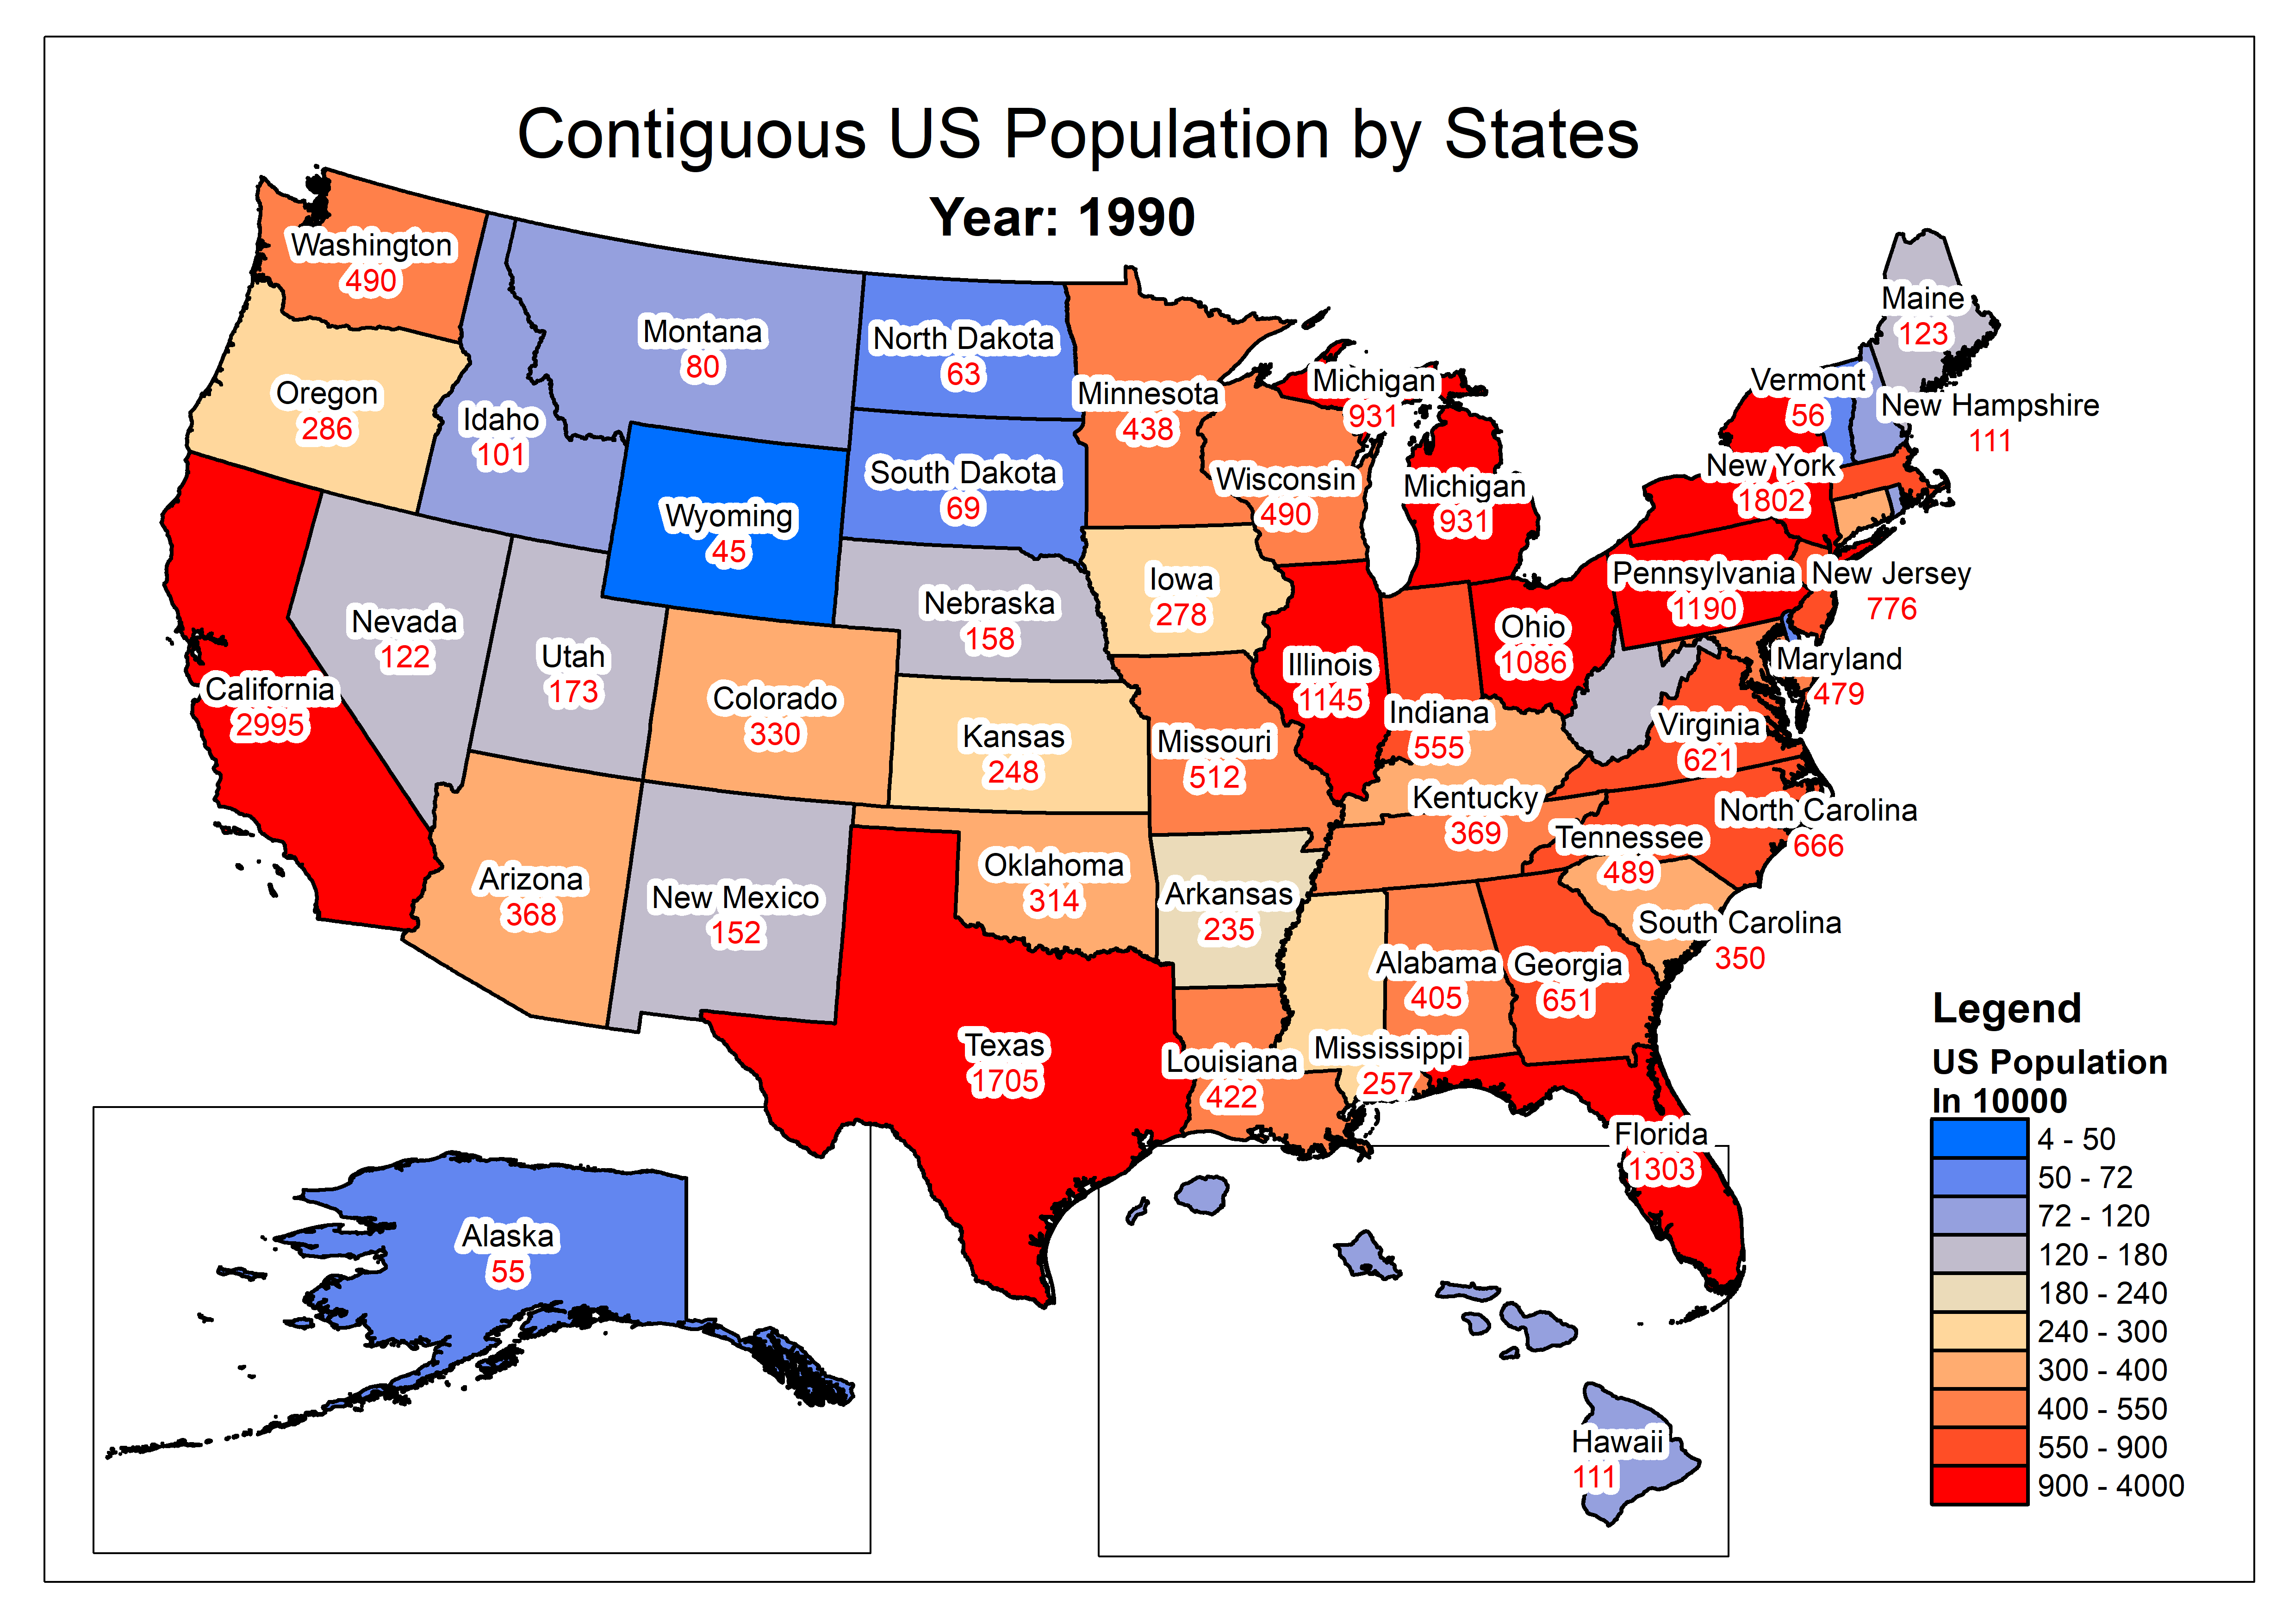 Contiguous US Population by States
Year: 1990
Washington
490
Oregon
286
Idaho
101
Montana
80
North Dakota
63
Minnesota
438
Michigan
931
Maine
123
Vermont
56
New Hampshire
111
South Dakota
69
Wisconsin
490
Michigan
931
New York
1802
Wyoming
45
Iowa
278
Pennsylvania
1190
New Jersey
776
Nevada
122
Utah
173
Nebraska
158
Illinois
1145
Ohio
1086
Maryland
479
California
2995
Colorado
330
Kansas
248
Missouri
512
Indiana
555
Virginia
621
Kentucky
369
North Carolina
666
Tennessee
489
Arizona
368
New Mexico
152
Oklahoma
314
Arkansas
235
South Carolina
350
Alabama
405
Georgia
651
Texas
1705
Louisiana
422
Mississippi
257
Florida
1303
Alaska
55
Hawaii
111
Legend
US Population
In 10000
4 - 50
50 - 72
72 - 120
120 - 180
180 - 240
240 - 300
300 - 400
400 - 550
550 - 900
900 - 4000